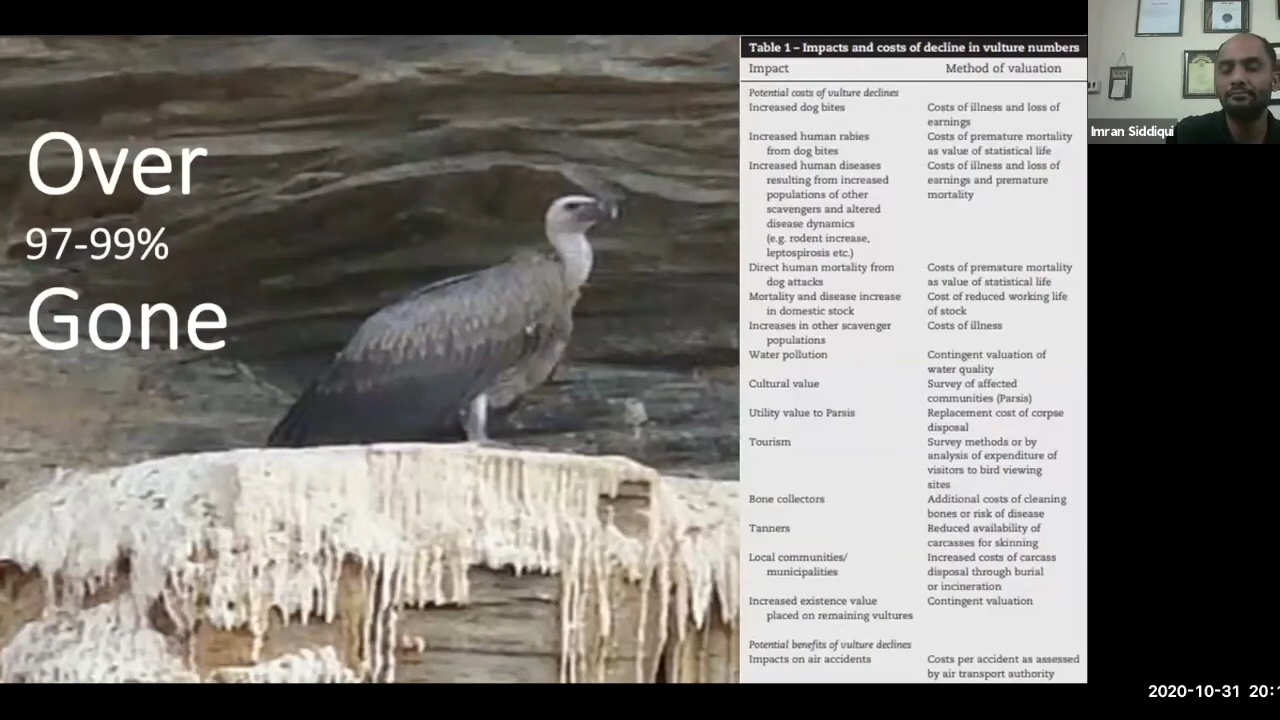 Over
97-99%
Gone
Table 1 – Impacts and costs of decline in vulture numbers
Impact Method of valuation
Potential costs of vulture declines
Increased dog bites Costs of illness and loss of
earnings
Increased human rabies Costs of premature mortality
from dog bites as value of statistical life
Increased human diseases Costs of illness and loss of
resulting from increased earnings and premature
populations of other mortality
scavengers and altered
disease dynamics
(e.g. rodent increase,
leptospirosis etc.)
Direct human mortality from Costs of premature mortality
dog attacks as value of statistical life
Mortality and disease increase Cost of reduced working life
in domestic stock of stock
Increases in other scavenger Costs of illness
populations
Water pollution Contingent valuation of
water quality
Cultural value Survey of affected
communities (Parsis)
Utility value to Parsis Replacement cost of corpse
disposal
Tourism Survey methods or by
analysis of expenditure of
visitors to bird viewing
sites
Bone collectors Additional costs of cleaning
bones or risk of disease
Tanners Reduced availability of
carcasses for skinning
Local communities/ Increased costs of carcass
municipalities disposal through burial
or incineration
Increased existence value Contingent valuation
placed on remaining vultures
Potential benefits of vulture declines
Impacts on air accidents Costs per accident as assessed
by air transport authority
Imran Siddiqui
2020-10-31 20: